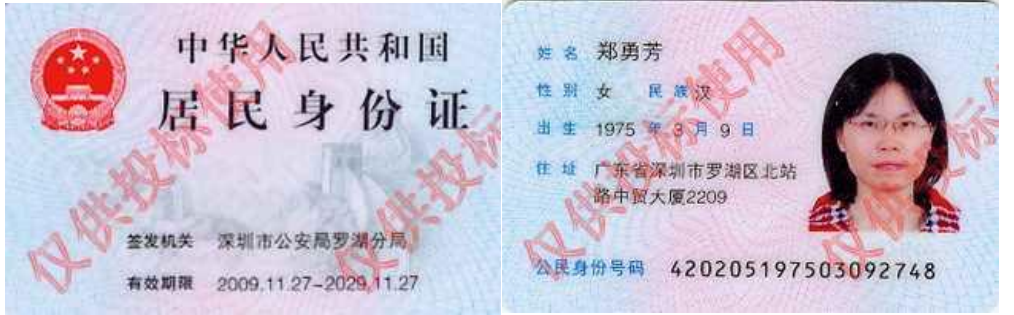 中华人民共和国
居民身份证
签发机关 深圳市公安局罗湖分局
有效期限 2009.11.27-2029.11.27
仅供投标使用
姓名 郑勇芳
性别 女 民族 汉
出生 1975 年 3 月 9 日
住址 广东省深圳市罗湖区北站
路中贸大厦2209
公民身份号码 420205197503092748
仅供投标使用
仅供投标